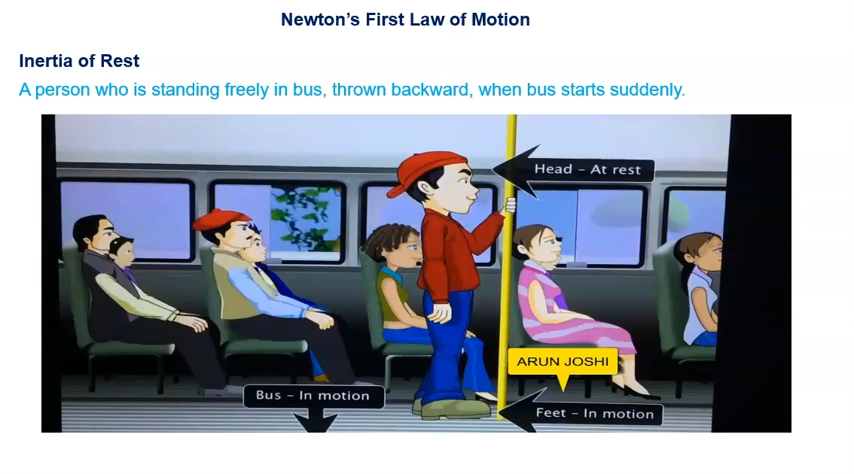 Newton’s First Law of Motion
Inertia of Rest
A person who is standing freely in bus, thrown backward, when bus starts suddenly.
Head – At rest
ARUN JOSHI
Bus – In motion
Feet – In motion